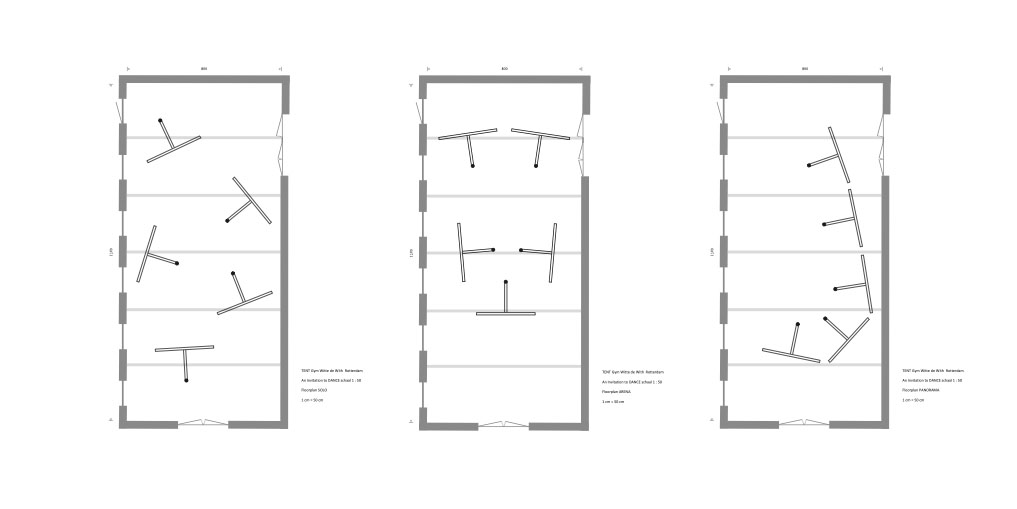 800
TENT Gym Witte de With Rotterdam
An invitation to DANCE school 1 : 50
Floorplan SOLO
1 cm = 50 cm
800
TENT Gym Witte de With Rotterdam
An invitation to DANCE school 1 : 50
Floorplan ARENA
1 cm = 50 cm
800
TENT Gym Witte de With Rotterdam
An invitation to DANCE school 1 : 50
Floorplan PANORAMA
1 cm = 50 cm